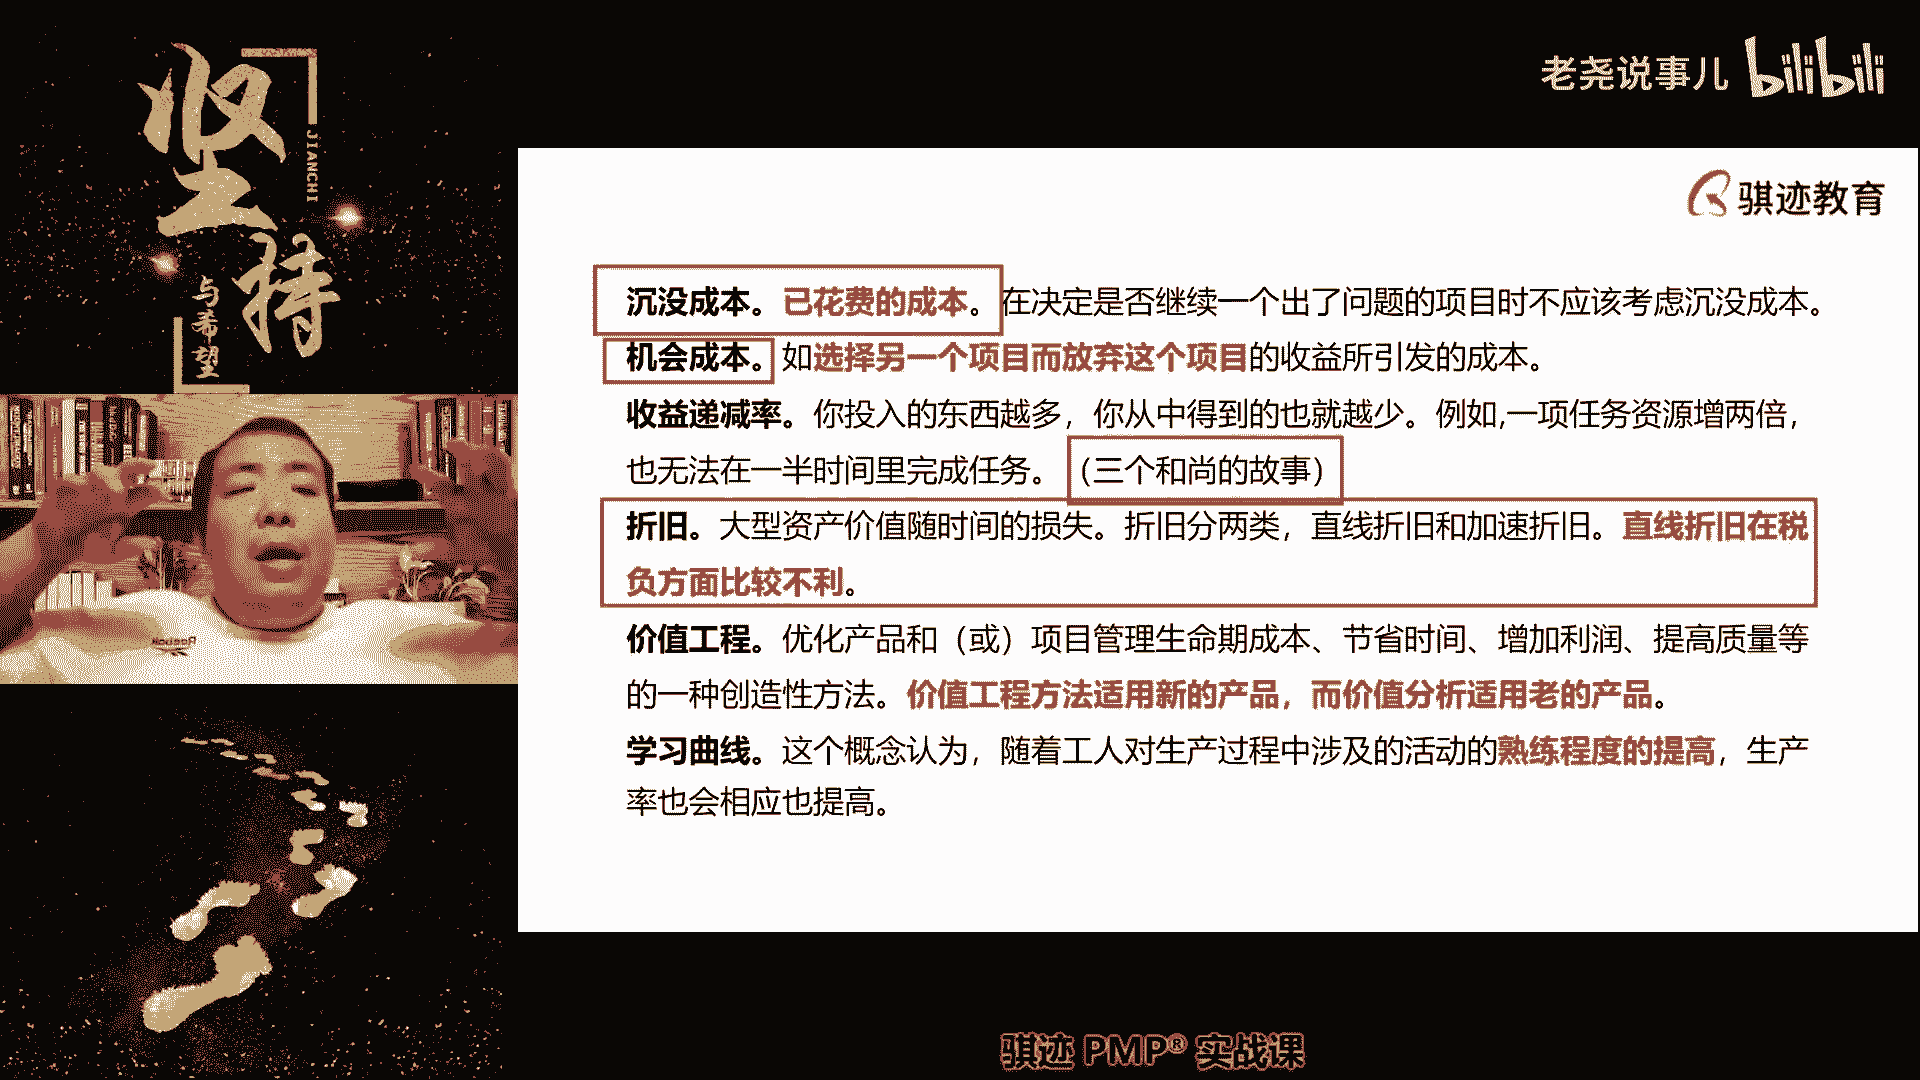 坚持
JIANCHI
与希望
老尧说事儿 bilibili
骐迹教育
沉没成本。已花费的成本。在决定是否继续一个出了问题的项目时不应该考虑沉没成本。
机会成本。如选择另一个项目而放弃这个项目的收益所引发的成本。
收益递减率。你投入的东西越多，你从中得到的也就越少。例如,一项任务资源增两倍，
也无法在一半时间里完成任务。（三个和尚的故事）
折旧。大型资产价值随时间的损失。折旧分两类，直线折旧和加速折旧。直线折旧在税
负方面比较不利。
价值工程。优化产品和（或）项目管理生命期成本、节省时间、增加利润、提高质量等
的一种创造性方法。价值工程方法适用新的产品，而价值分析适用老的产品。
学习曲线。这个概念认为，随着工人对生产过程中涉及的活动的熟练程度的提高，生产
率也会相应也提高。
骐迹 PMP® 实战课